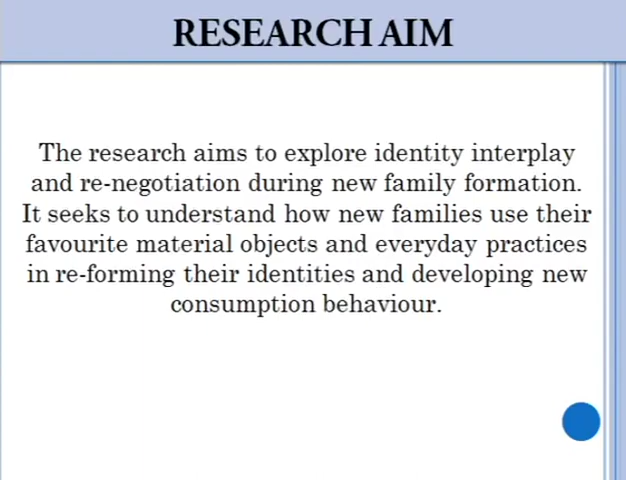 RESEARCH AIM
The research aims to explore identity interplay
and re-negotiation during new family formation.
It seeks to understand how new families use their
favourite material objects and everyday practices
in re-forming their identities and developing new
consumption behaviour.